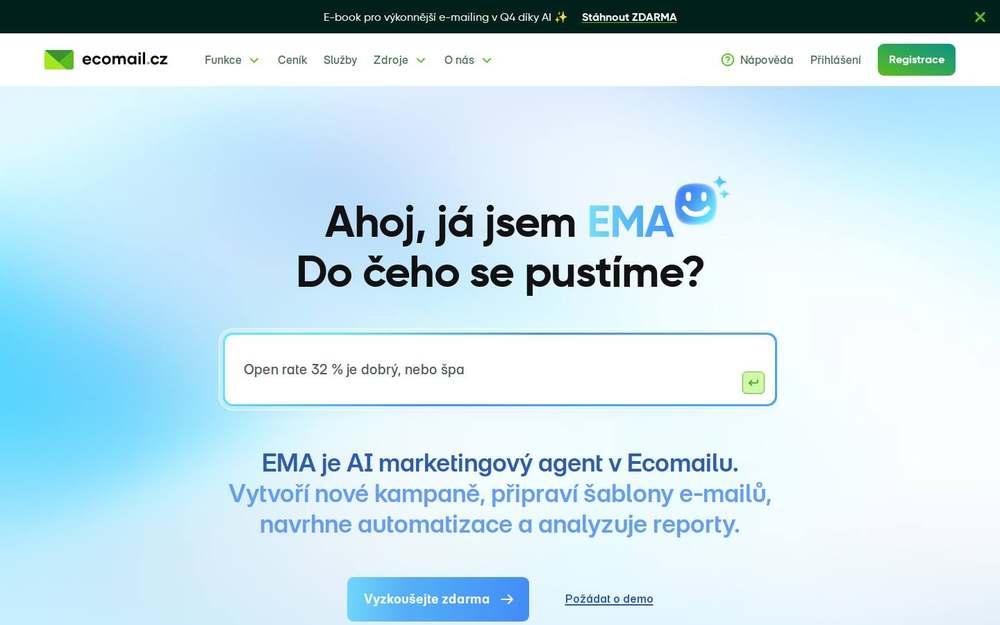 E-book pro výkonnější e-mailing v Q4 díky AI ✨ Stáhnout ZDARMA
ecomail.cz Funkce Ceník Služby Zdroje O nás Nápověda Přihlášení Registrace
Ahoj, já jsem EMA
Do čeho se pustíme?
Open rate 32 % je dobrý, nebo špa
EMA je AI marketingový agent v Ecomailu.
Vytvoří nové kampaně, připraví šablony e-mailů,
navrhne automatizace a analyzuje reporty.
Vyzkoušejte zdarma → Požádat o demo